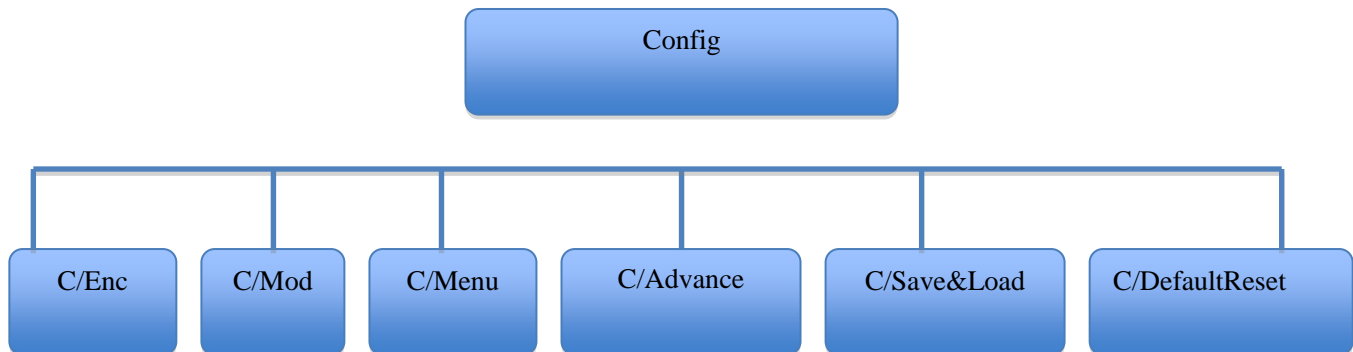 Config
C/Enc
C/Mod
C/Menu
C/Advance
C/Save&Load
C/DefaultReset